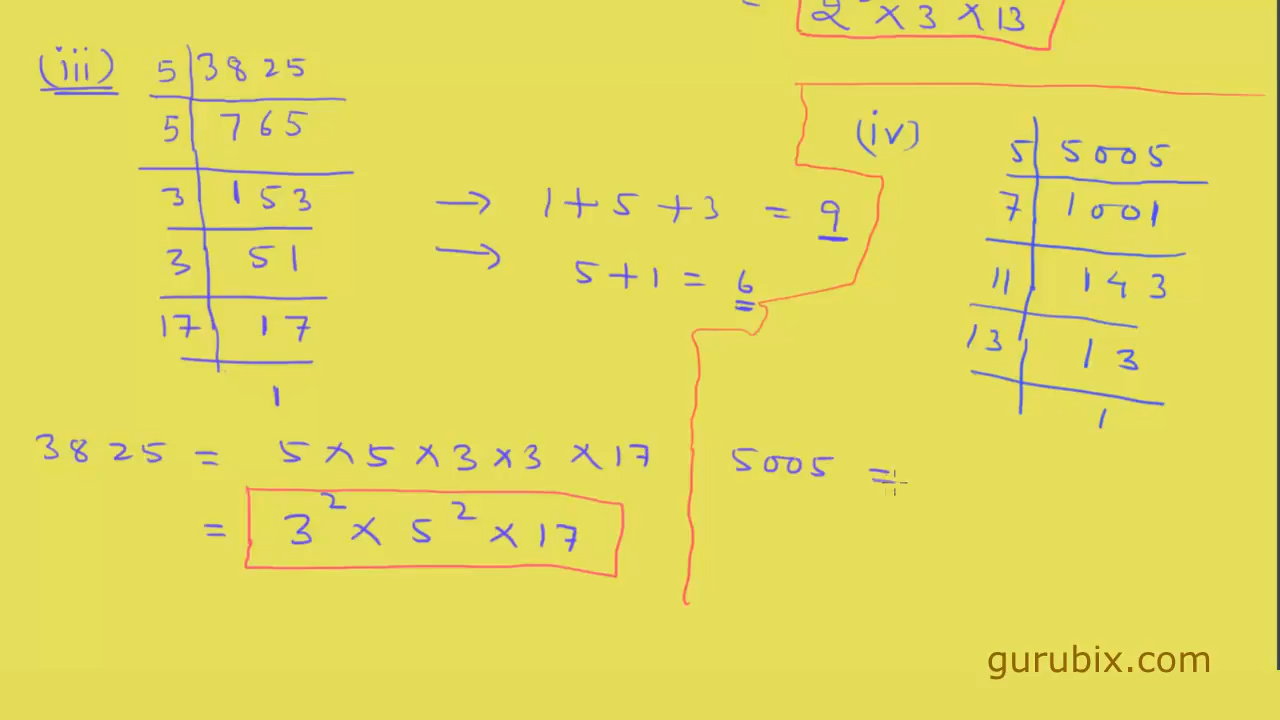 = 2² × 3 × 13
(iii)
5 | 3825
5 | 765
3 | 153 → 1 + 5 + 3 = 9
3 | 51 → 5 + 1 = 6
17 | 17
1
3825 = 5 × 5 × 3 × 3 × 17
= 3² × 5² × 17
(iv)
5 | 5005
7 | 1001
11 | 143
13 | 13
1
5005 =
gurubix.com